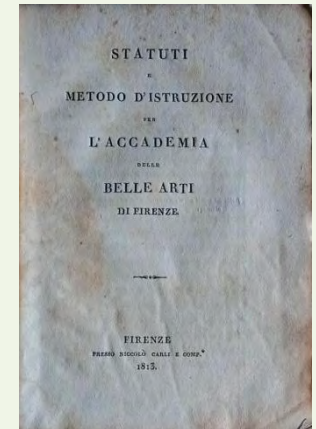 STATUTI
E
METODO D'ISTRUZIONE
PER
L'ACCADEMIA
DELLE
BELLE ARTI
DI FIRENZE.
FIRENZE
PRESSO NICCOLÒ CARLI E COMP.º
1813.